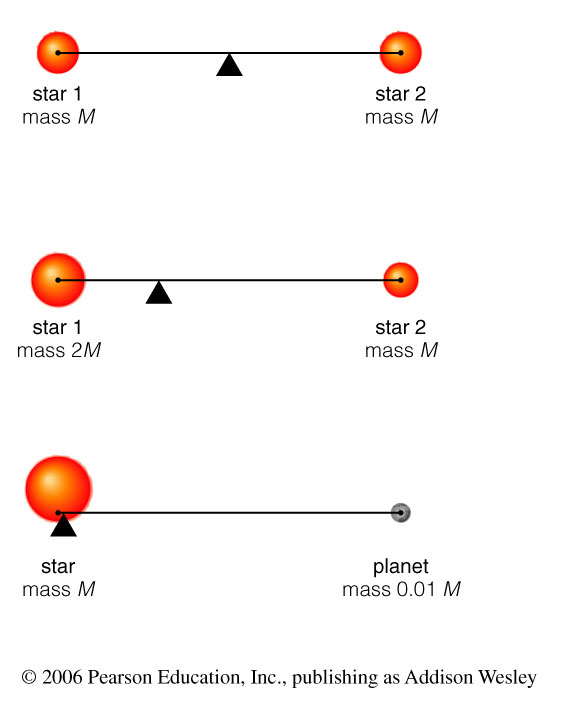 star 1 star 2
mass M mass M
star 1 star 2
mass 2M mass M
star planet
mass M mass 0.01 M
© 2006 Pearson Education, Inc., publishing as Addison Wesley